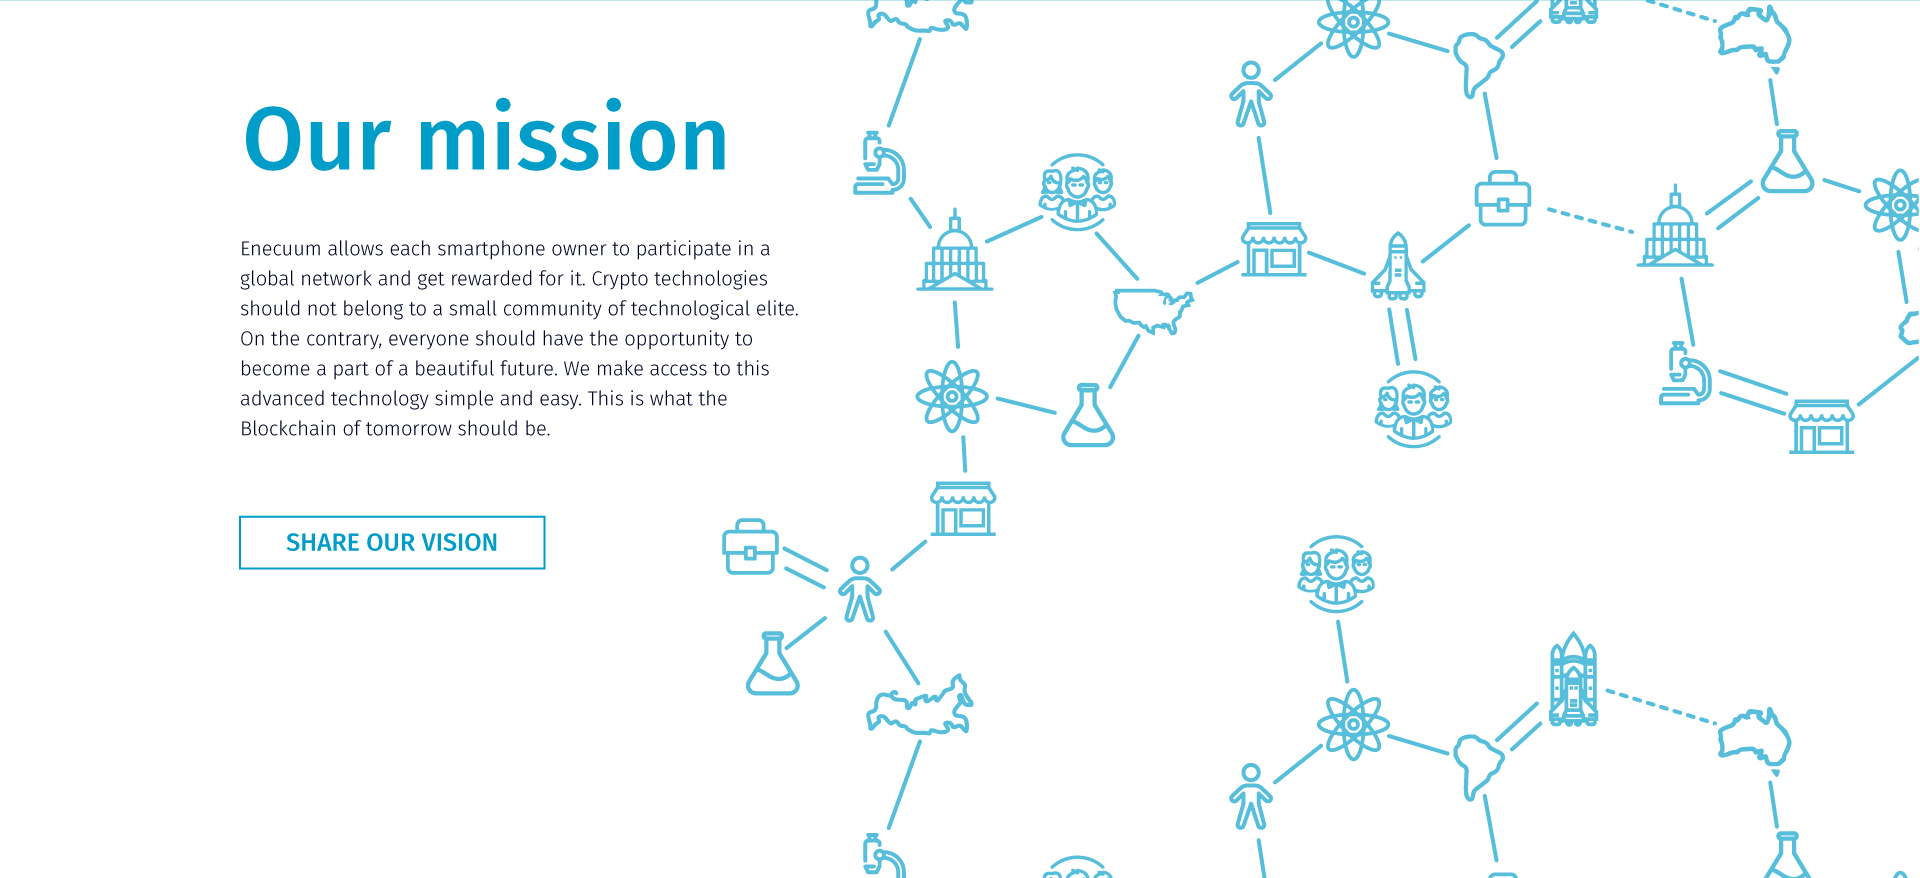 Our mission
Enecuum allows each smartphone owner to participate in a
global network and get rewarded for it. Crypto technologies
should not belong to a small community of technological elite.
On the contrary, everyone should have the opportunity to
become a part of a beautiful future. We make access to this
advanced technology simple and easy. This is what the
Blockchain of tomorrow should be.
SHARE OUR VISION